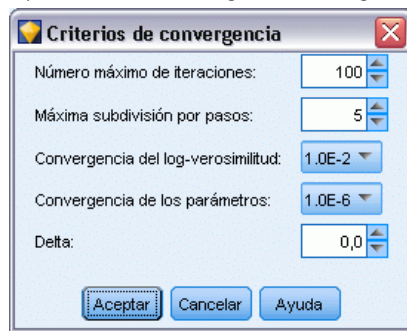 Criterios de convergencia
Número máximo de iteraciones: 100
Máxima subdivisión por pasos: 5
Convergencia del log-verosimilitud: 1.0E-2
Convergencia de los parámetros: 1.0E-6
Delta: 0,0
Aceptar Cancelar Ayuda